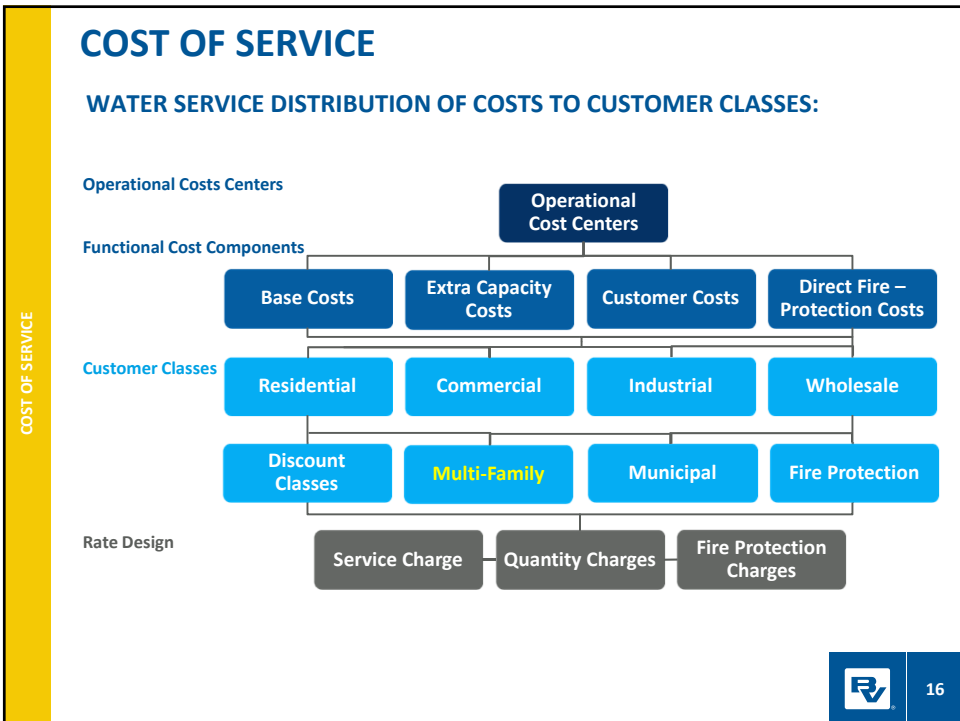 COST OF SERVICE
WATER SERVICE DISTRIBUTION OF COSTS TO CUSTOMER CLASSES:
Operational Costs Centers
Operational
Cost Centers
Functional Cost Components
Base Costs
Extra Capacity
Costs
Customer Costs
Direct Fire –
Protection Costs
Customer Classes
Residential
Commercial
Industrial
Wholesale
Discount
Classes
Multi-Family
Municipal
Fire Protection
Rate Design
Service Charge
Quantity Charges
Fire Protection
Charges
COST OF SERVICE
BV
16